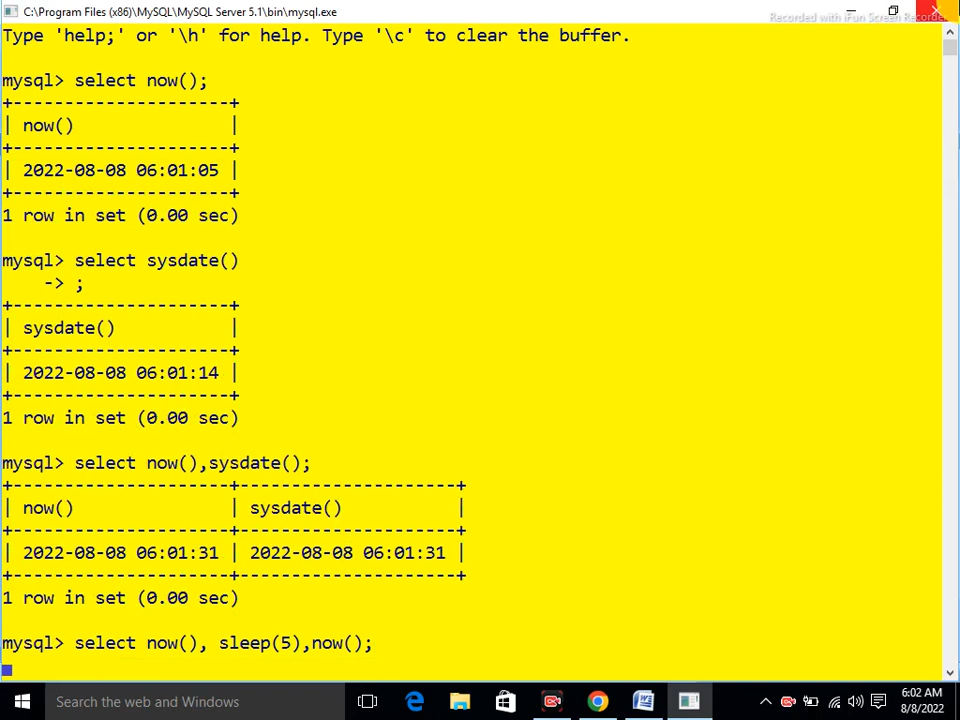 C:\Program Files (x86)\MySQL\MySQL Server 5.1\bin\mysql.exe
Recorded with iFun Screen Recorder
Type 'help;' or '\h' for help. Type '\c' to clear the buffer.
mysql> select now();
+---------------------+
| now()               |
+---------------------+
| 2022-08-08 06:01:05 |
+---------------------+
1 row in set (0.00 sec)
mysql> select sysdate()
    -> ;
+---------------------+
| sysdate()           |
+---------------------+
| 2022-08-08 06:01:14 |
+---------------------+
1 row in set (0.00 sec)
mysql> select now(),sysdate();
+---------------------+---------------------+
| now()               | sysdate()           |
+---------------------+---------------------+
| 2022-08-08 06:01:31 | 2022-08-08 06:01:31 |
+---------------------+---------------------+
1 row in set (0.00 sec)
mysql> select now(), sleep(5),now();
Search the web and Windows
6:02 AM
8/8/2022